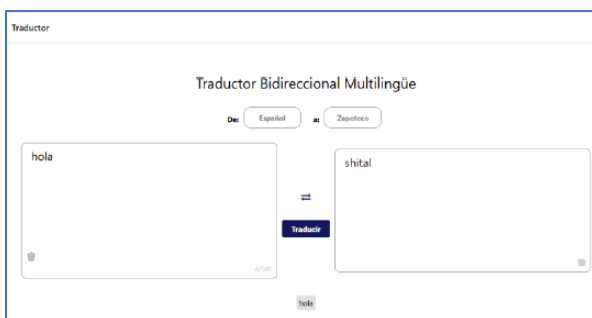 Traductor
Traductor Bidireccional Multilingüe
De: Español a: Zapoteco
hola
shital
Traducir
hola